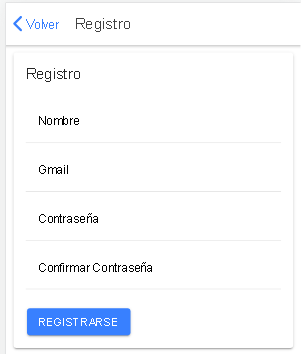 Volver Registro
Registro
Nombre
Gmail
Contraseña
Confirmar Contraseña
REGISTRARSE